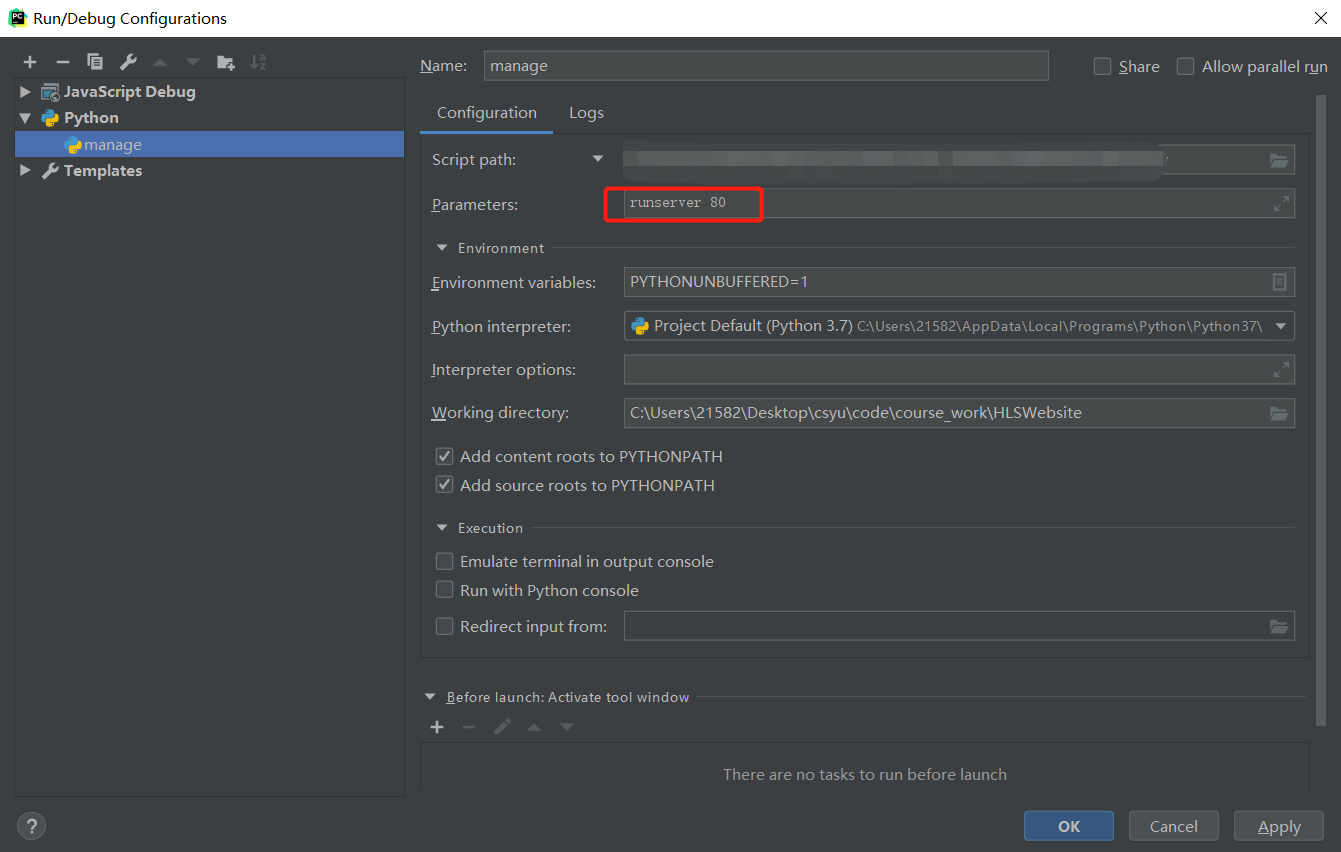 Run/Debug Configurations
JavaScript Debug
Python
manage
Templates
Name: manage
Share
Allow parallel run
Configuration Logs
Script path:
Parameters: runserver 80
Environment
Environment variables: PYTHONUNBUFFERED=1
Python interpreter: Project Default (Python 3.7) C:\Users\21582\AppData\Local\Programs\Python\Python37\
Interpreter options:
Working directory: C:\Users\21582\Desktop\csyu\code\course_work\HLSWebsite
Add content roots to PYTHONPATH
Add source roots to PYTHONPATH
Execution
Emulate terminal in output console
Run with Python console
Redirect input from:
Before launch: Activate tool window
There are no tasks to run before launch
?
OK Cancel Apply